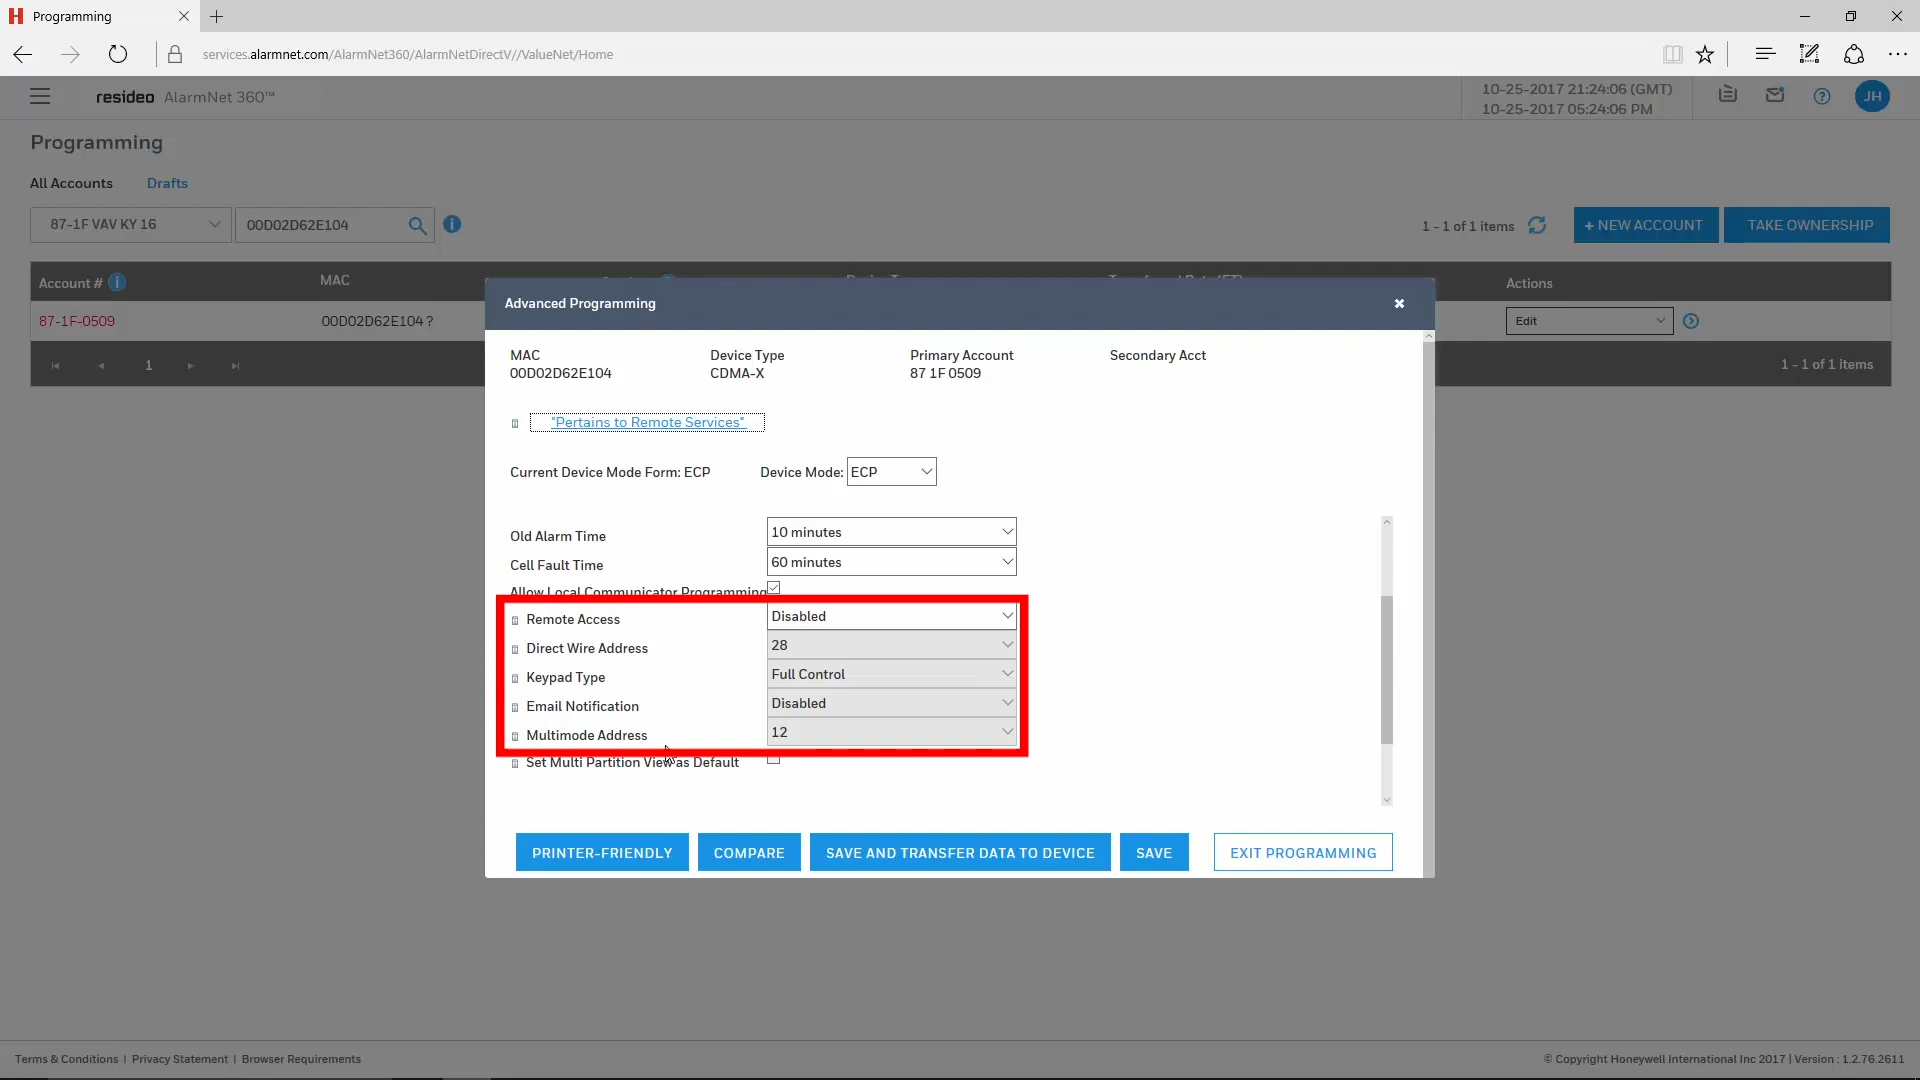 Programming
services.alarmnet.com/AlarmNet360/AlarmNetDirectV//ValueNet/Home
resideo AlarmNet 360™
10-25-2017 21:24:06 (GMT)
10-25-2017 05:24:06 PM
JH
Programming
All Accounts Drafts
87-1F VAV KY 16 00D02D62E104
1 - 1 of 1 items + NEW ACCOUNT TAKE OWNERSHIP
Account # MAC Actions
87-1F-0509 00D02D62E104 ? Edit
1 1 - 1 of 1 items
Advanced Programming
MAC Device Type Primary Account Secondary Acct
00D02D62E104 CDMA-X 87 1F 0509
"Pertains to Remote Services"
Current Device Mode Form: ECP Device Mode: ECP
Old Alarm Time 10 minutes
Cell Fault Time 60 minutes
Allow Local Communicator Programming
Remote Access Disabled
Direct Wire Address 28
Keypad Type Full Control
Email Notification Disabled
Multimode Address 12
Set Multi Partition View as Default
PRINTER-FRIENDLY COMPARE SAVE AND TRANSFER DATA TO DEVICE SAVE EXIT PROGRAMMING
Terms & Conditions | Privacy Statement | Browser Requirements
© Copyright Honeywell International Inc 2017 | Version : 1.2.76.2611